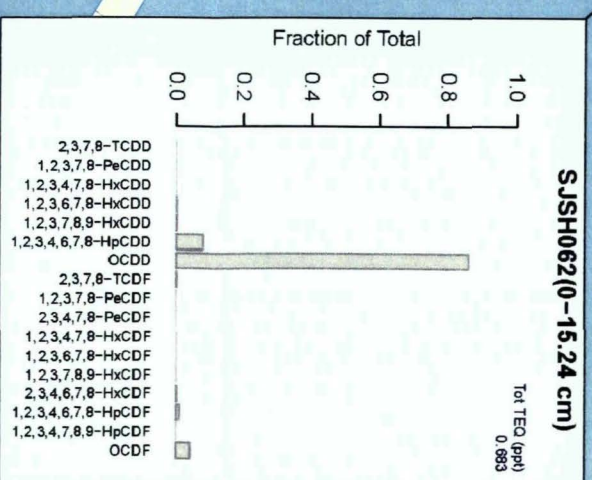 SJSH062(0−15.24 cm)
Tot TEQ (ppt)
0.683
Fraction of Total
0.0
0.2
0.4
0.6
0.8
1.0
2,3,7,8−TCDD
1,2,3,7,8−PeCDD
1,2,3,4,7,8−HxCDD
1,2,3,6,7,8−HxCDD
1,2,3,7,8,9−HxCDD
1,2,3,4,6,7,8−HpCDD
OCDD
2,3,7,8−TCDF
1,2,3,7,8−PeCDF
2,3,4,7,8−PeCDF
1,2,3,4,7,8−HxCDF
1,2,3,6,7,8−HxCDF
1,2,3,7,8,9−HxCDF
2,3,4,6,7,8−HxCDF
1,2,3,4,6,7,8−HpCDF
1,2,3,4,7,8,9−HpCDF
OCDF